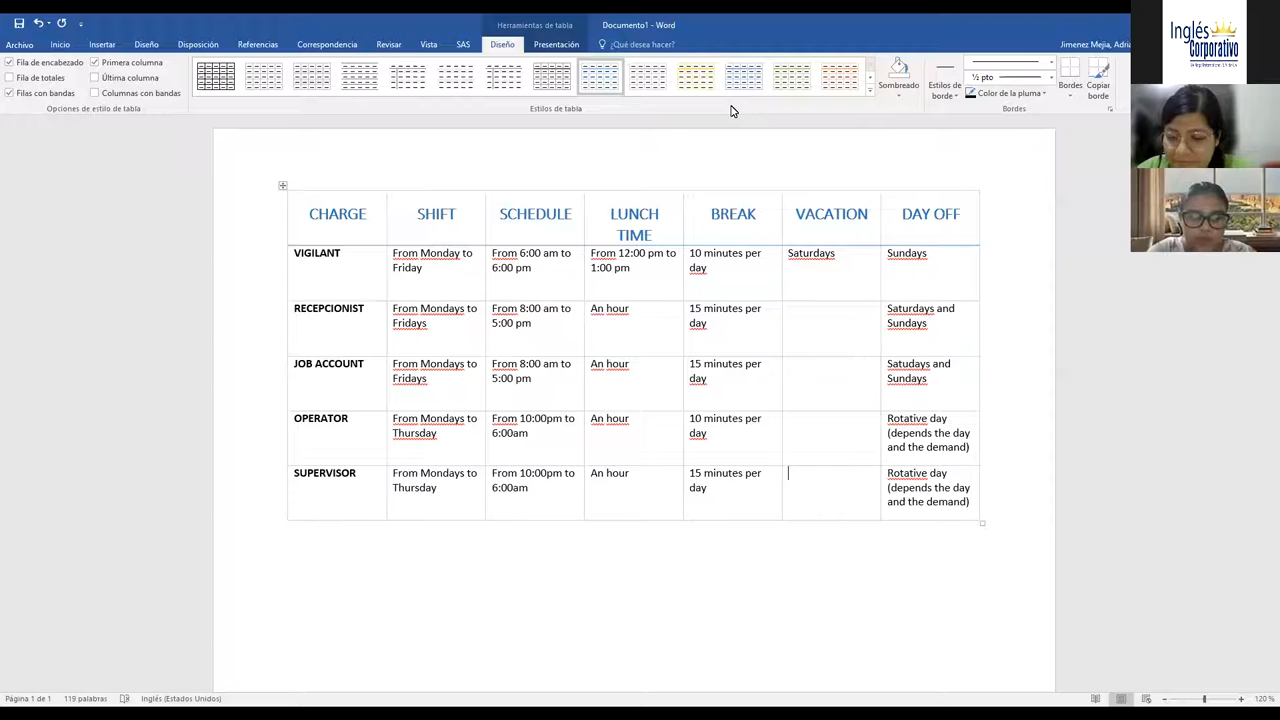 Herramientas de tabla
Documento1 - Word
Archivo Inicio Insertar Diseño Disposición Referencias Correspondencia Revisar Vista SAS Diseño Presentación ¿Qué desea hacer? Jimenez Mejia, Adria
Fila de encabezado Primera columna
Fila de totales Última columna
Filas con bandas Columnas con bandas
Opciones de estilo de tabla
Estilos de tabla
Sombreado
Estilos de borde
½ pto
Color de la pluma
Bordes
Copiar borde
Bordes
Inglés
Corporativo
CHARGE SHIFT SCHEDULE LUNCH TIME BREAK VACATION DAY OFF
VIGILANT From Monday to Friday From 6:00 am to 6:00 pm From 12:00 pm to 1:00 pm 10 minutes per day Saturdays Sundays
RECEPCIONIST From Mondays to Fridays From 8:00 am to 5:00 pm An hour 15 minutes per day Saturdays and Sundays
JOB ACCOUNT From Mondays to Fridays From 8:00 am to 5:00 pm An hour 15 minutes per day Satudays and Sundays
OPERATOR From Mondays to Thursday From 10:00pm to 6:00am An hour 10 minutes per day Rotative day (depends the day and the demand)
SUPERVISOR From Mondays to Thursday From 10:00pm to 6:00am An hour 15 minutes per day Rotative day (depends the day and the demand)
Página 1 de 1 119 palabras Inglés (Estados Unidos) 120 %